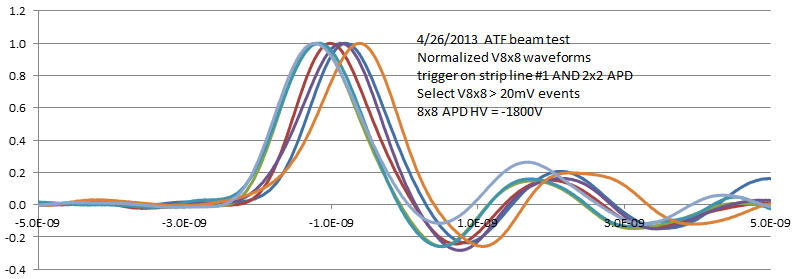 1.2
1.0
0.8
0.6
0.4
0.2
0.0
-0.2
-0.4
-5.0E-09 -3.0E-09 -1.0E-09 1.0E-09 3.0E-09 5.0E-09
4/26/2013 ATF beam test
Normalized V8x8 waveforms
trigger on strip line #1 AND 2x2 APD
Select V8x8 > 20mV events
8x8 APD HV = -1800V